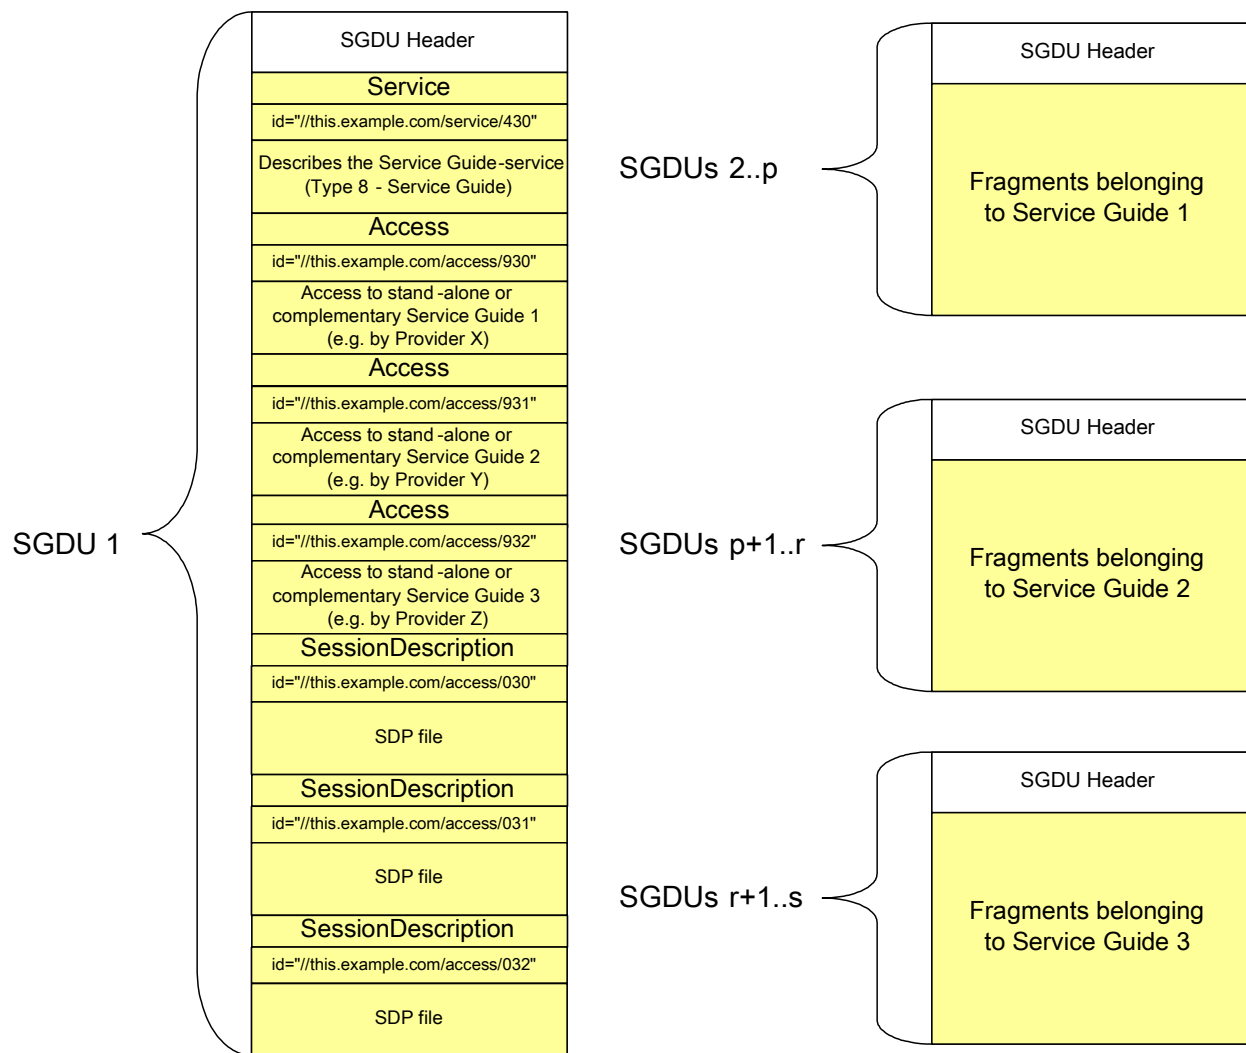 SGDU 1
SGDU Header
Service
id="//this.example.com/service/430"
Describes the Service Guide-service
(Type 8 - Service Guide)
Access
id="//this.example.com/access/930"
Access to stand-alone or
complementary Service Guide 1
(e.g. by Provider X)
Access
id="//this.example.com/access/931"
Access to stand-alone or
complementary Service Guide 2
(e.g. by Provider Y)
Access
id="//this.example.com/access/932"
Access to stand-alone or
complementary Service Guide 3
(e.g. by Provider Z)
SessionDescription
id="//this.example.com/access/030"
SDP file
SessionDescription
id="//this.example.com/access/031"
SDP file
SessionDescription
id="//this.example.com/access/032"
SDP file
SGDUs 2..p
SGDU Header
Fragments belonging
to Service Guide 1
SGDUs p+1..r
SGDU Header
Fragments belonging
to Service Guide 2
SGDUs r+1..s
SGDU Header
Fragments belonging
to Service Guide 3